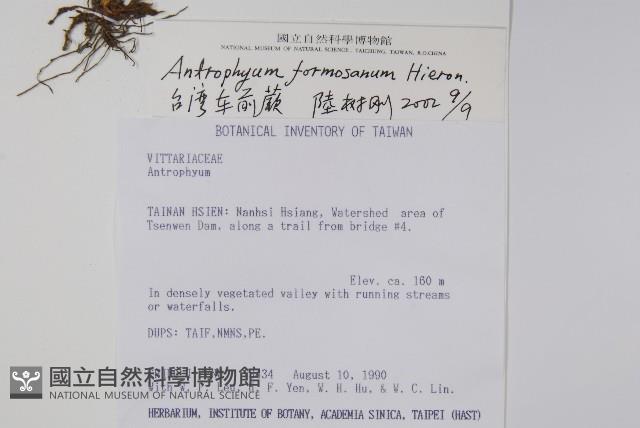 國立自然科學博物館
NATIONAL MUSEUM OF NATURAL SCIENCE, TAICHUNG, TAIWAN, R.O.CHINA
Antrophyum formosanum Hieron.
台湾车前蕨 陸树刚 2002 9/9
BOTANICAL INVENTORY OF TAIWAN
VITTARIACEAE
Antrophyum
TAINAN HSIEN: Nanhsi Hsiang, Watershed area of
Tsenwen Dam, along a trail from bridge #4.
Elev. ca. 160 m
In densely vegetated valley with running streams
or waterfalls.
DUPS: TAIF,NMNS,PE.
34 August 10, 1990
With W. P. Leu, F. Yen, W. H. Hu, & W. C. Lin.
HERBARIUM, INSTITUTE OF BOTANY, ACADEMIA SINICA, TAIPEI (HAST)
國立自然科學博物館
NATIONAL MUSEUM OF NATURAL SCIENCE